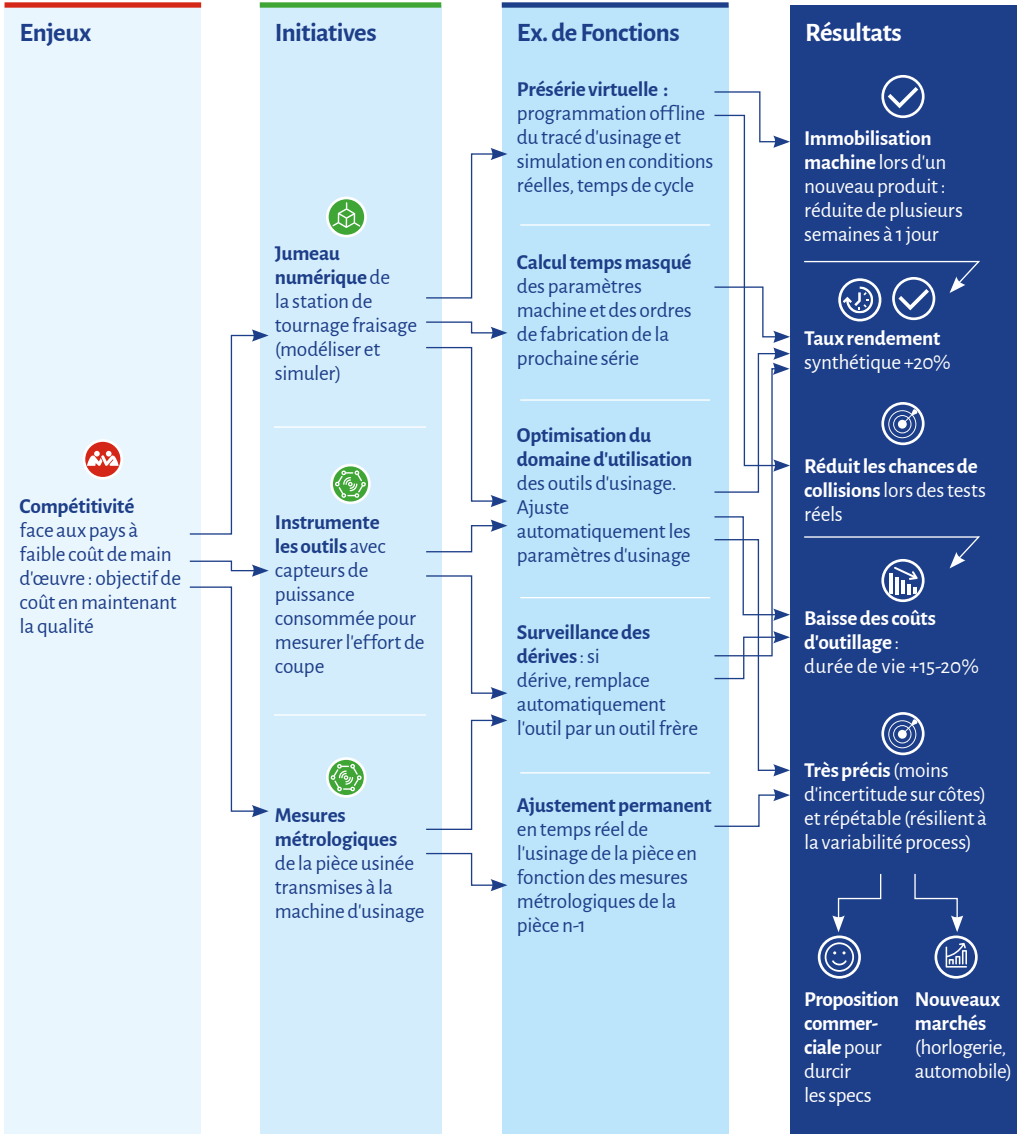 Enjeux
Compétitivité
face aux pays à
faible coût de main
d'œuvre : objectif de
coût en maintenant
la qualité
Initiatives
Jumeau
numérique de
la station de
tournage fraisage
(modéliser et
simuler)
Instrumente
les outils avec
capteurs de
puissance
consommée pour
mesurer l'effort de
coupe
Mesures
métrologiques
de la pièce usinée
transmises à la
machine d'usinage
Ex. de Fonctions
Présérie virtuelle :
programmation offline
du tracé d'usinage et
simulation en conditions
réelles, temps de cycle
Calcul temps masqué
des paramètres
machine et des ordres
de fabrication de la
prochaine série
Optimisation du
domaine d'utilisation
des outils d'usinage.
Ajuste
automatiquement les
paramètres d'usinage
Surveillance des
dérives : si
dérive, remplace
automatiquement
l'outil par un outil frère
Ajustement permanent
en temps réel de
l'usinage de la pièce en
fonction des mesures
métrologiques de la
pièce n-1
Résultats
Immobilisation
machine lors d'un
nouveau produit :
réduite de plusieurs
semaines à 1 jour
Taux rendement
synthétique +20%
Réduit les chances de
collisions lors des tests
réels
Baisse des coûts
d'outillage :
durée de vie +15-20%
Très précis (moins
d'incertitude sur côtes)
et répétable (résilient à
la variabilité process)
Proposition
commer-
ciale pour
durcir
les specs
Nouveaux
marchés
(horlogerie,
automobile)